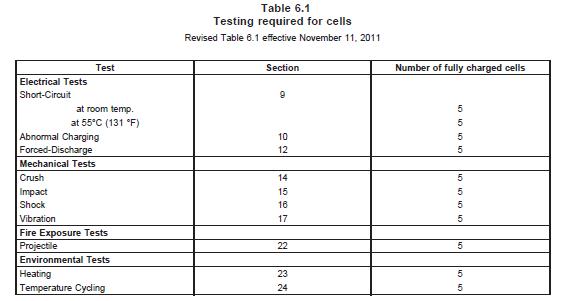 Table 6.1
Testing required for cells
Revised Table 6.1 effective November 11, 2011
Test Section Number of fully charged cells
Electrical Tests
Short-Circuit 9
at room temp. 5
at 55°C (131 °F) 5
Abnormal Charging 10 5
Forced-Discharge 12 5
Mechanical Tests
Crush 14 5
Impact 15 5
Shock 16 5
Vibration 17 5
Fire Exposure Tests
Projectile 22 5
Environmental Tests
Heating 23 5
Temperature Cycling 24 5